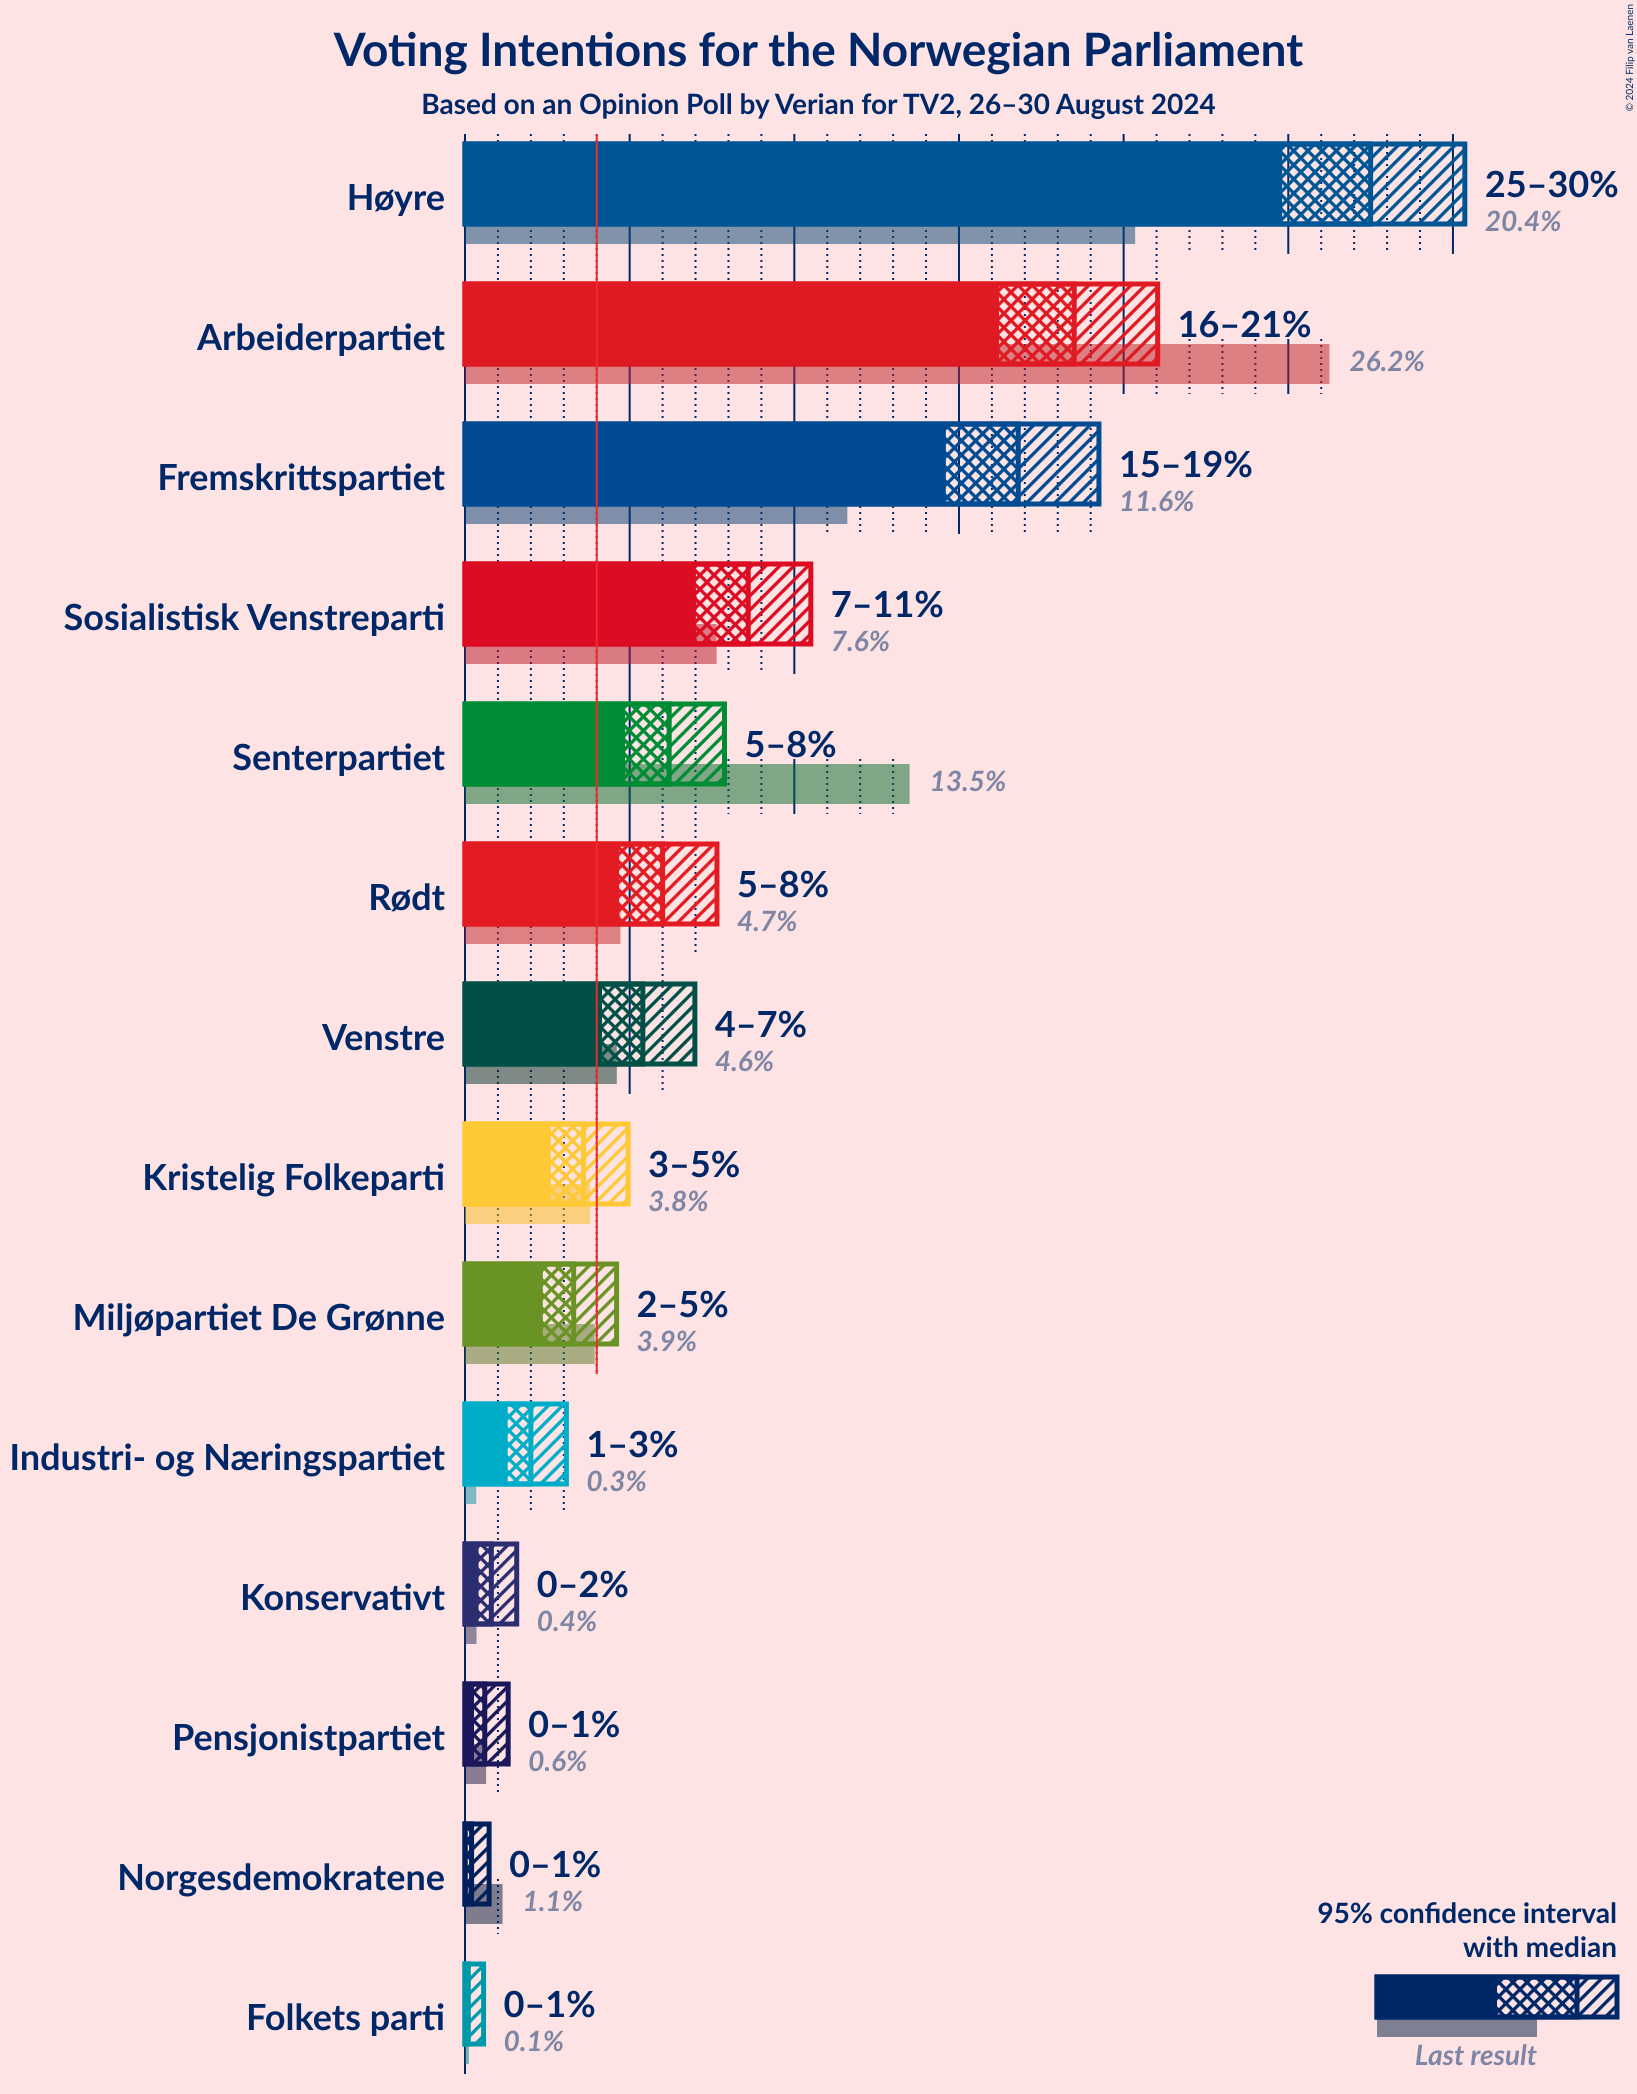 © 2024 Filip van Laenen
Voting Intentions for the Norwegian Parliament
Based on an Opinion Poll by Verian for TV2, 26–30 August 2024
Høyre
25–30%
20.4%
Arbeiderpartiet
16–21%
26.2%
Fremskrittspartiet
15–19%
11.6%
Sosialistisk Venstreparti
7–11%
7.6%
Senterpartiet
5–8%
13.5%
Rødt
5–8%
4.7%
Venstre
4–7%
4.6%
Kristelig Folkeparti
3–5%
3.8%
Miljøpartiet De Grønne
2–5%
3.9%
Industri- og Næringspartiet
1–3%
0.3%
Konservativt
0–2%
0.4%
Pensjonistpartiet
0–1%
0.6%
Norgesdemokratene
0–1%
1.1%
Folkets parti
0–1%
0.1%
95% confidence interval
with median
Last result